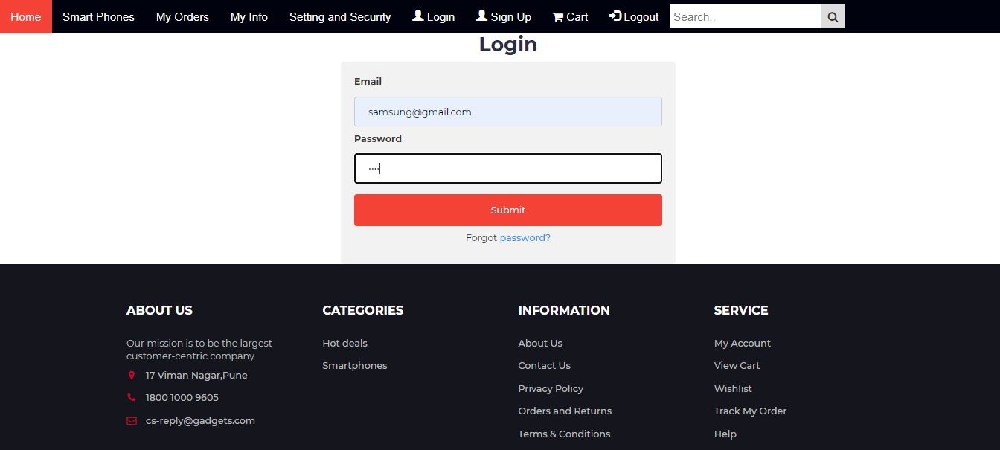 Home Smart Phones My Orders My Info Setting and Security Login Sign Up Cart Logout Search..
Login
Email
samsung@gmail.com
Password
····
Submit
Forgot password?
ABOUT US
Our mission is to be the largest
customer-centric company.
17 Viman Nagar,Pune
1800 1000 9605
cs-reply@gadgets.com
CATEGORIES
Hot deals
Smartphones
INFORMATION
About Us
Contact Us
Privacy Policy
Orders and Returns
Terms & Conditions
SERVICE
My Account
View Cart
Wishlist
Track My Order
Help